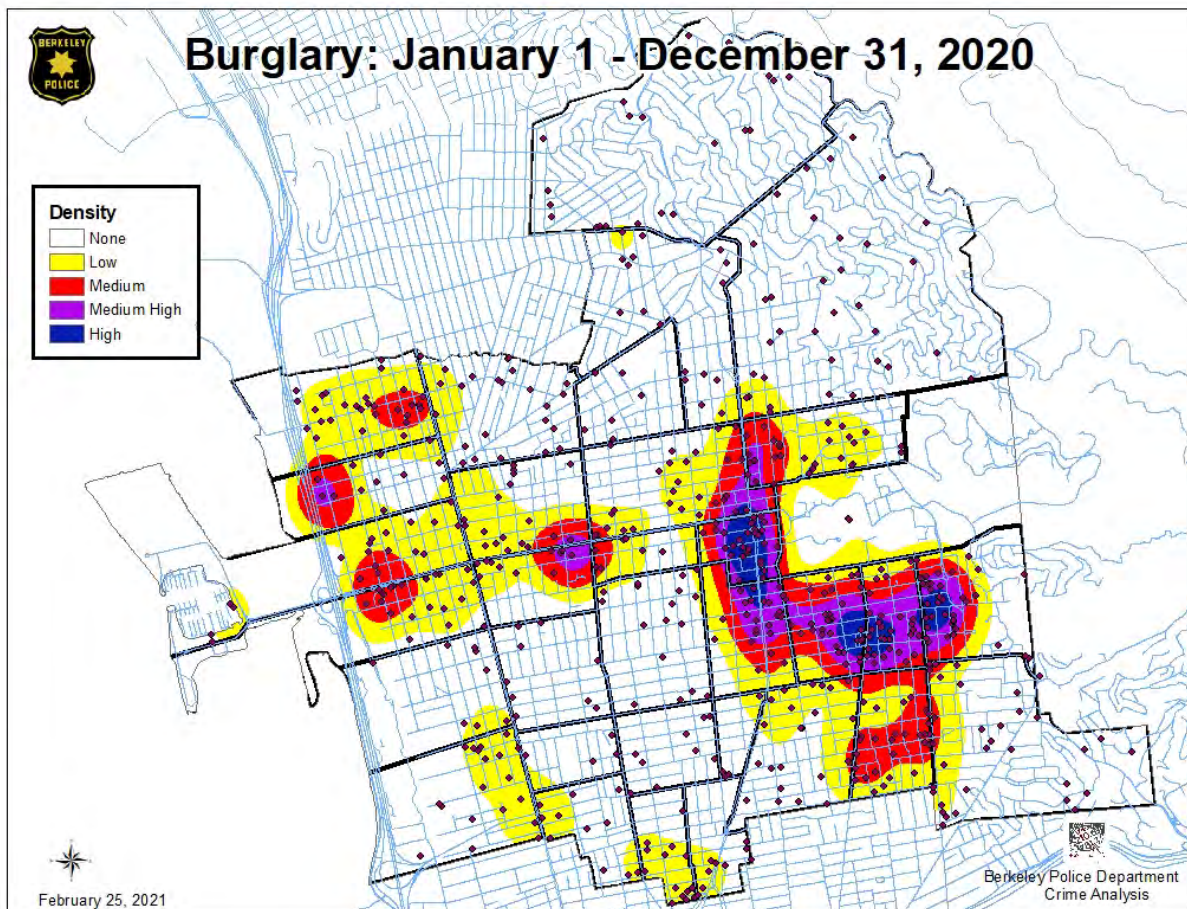 BERKELEY
POLICE
Burglary: January 1 - December 31, 2020
Density
None
Low
Medium
Medium High
High
February 25, 2021
Berkeley Police Department
Crime Analysis